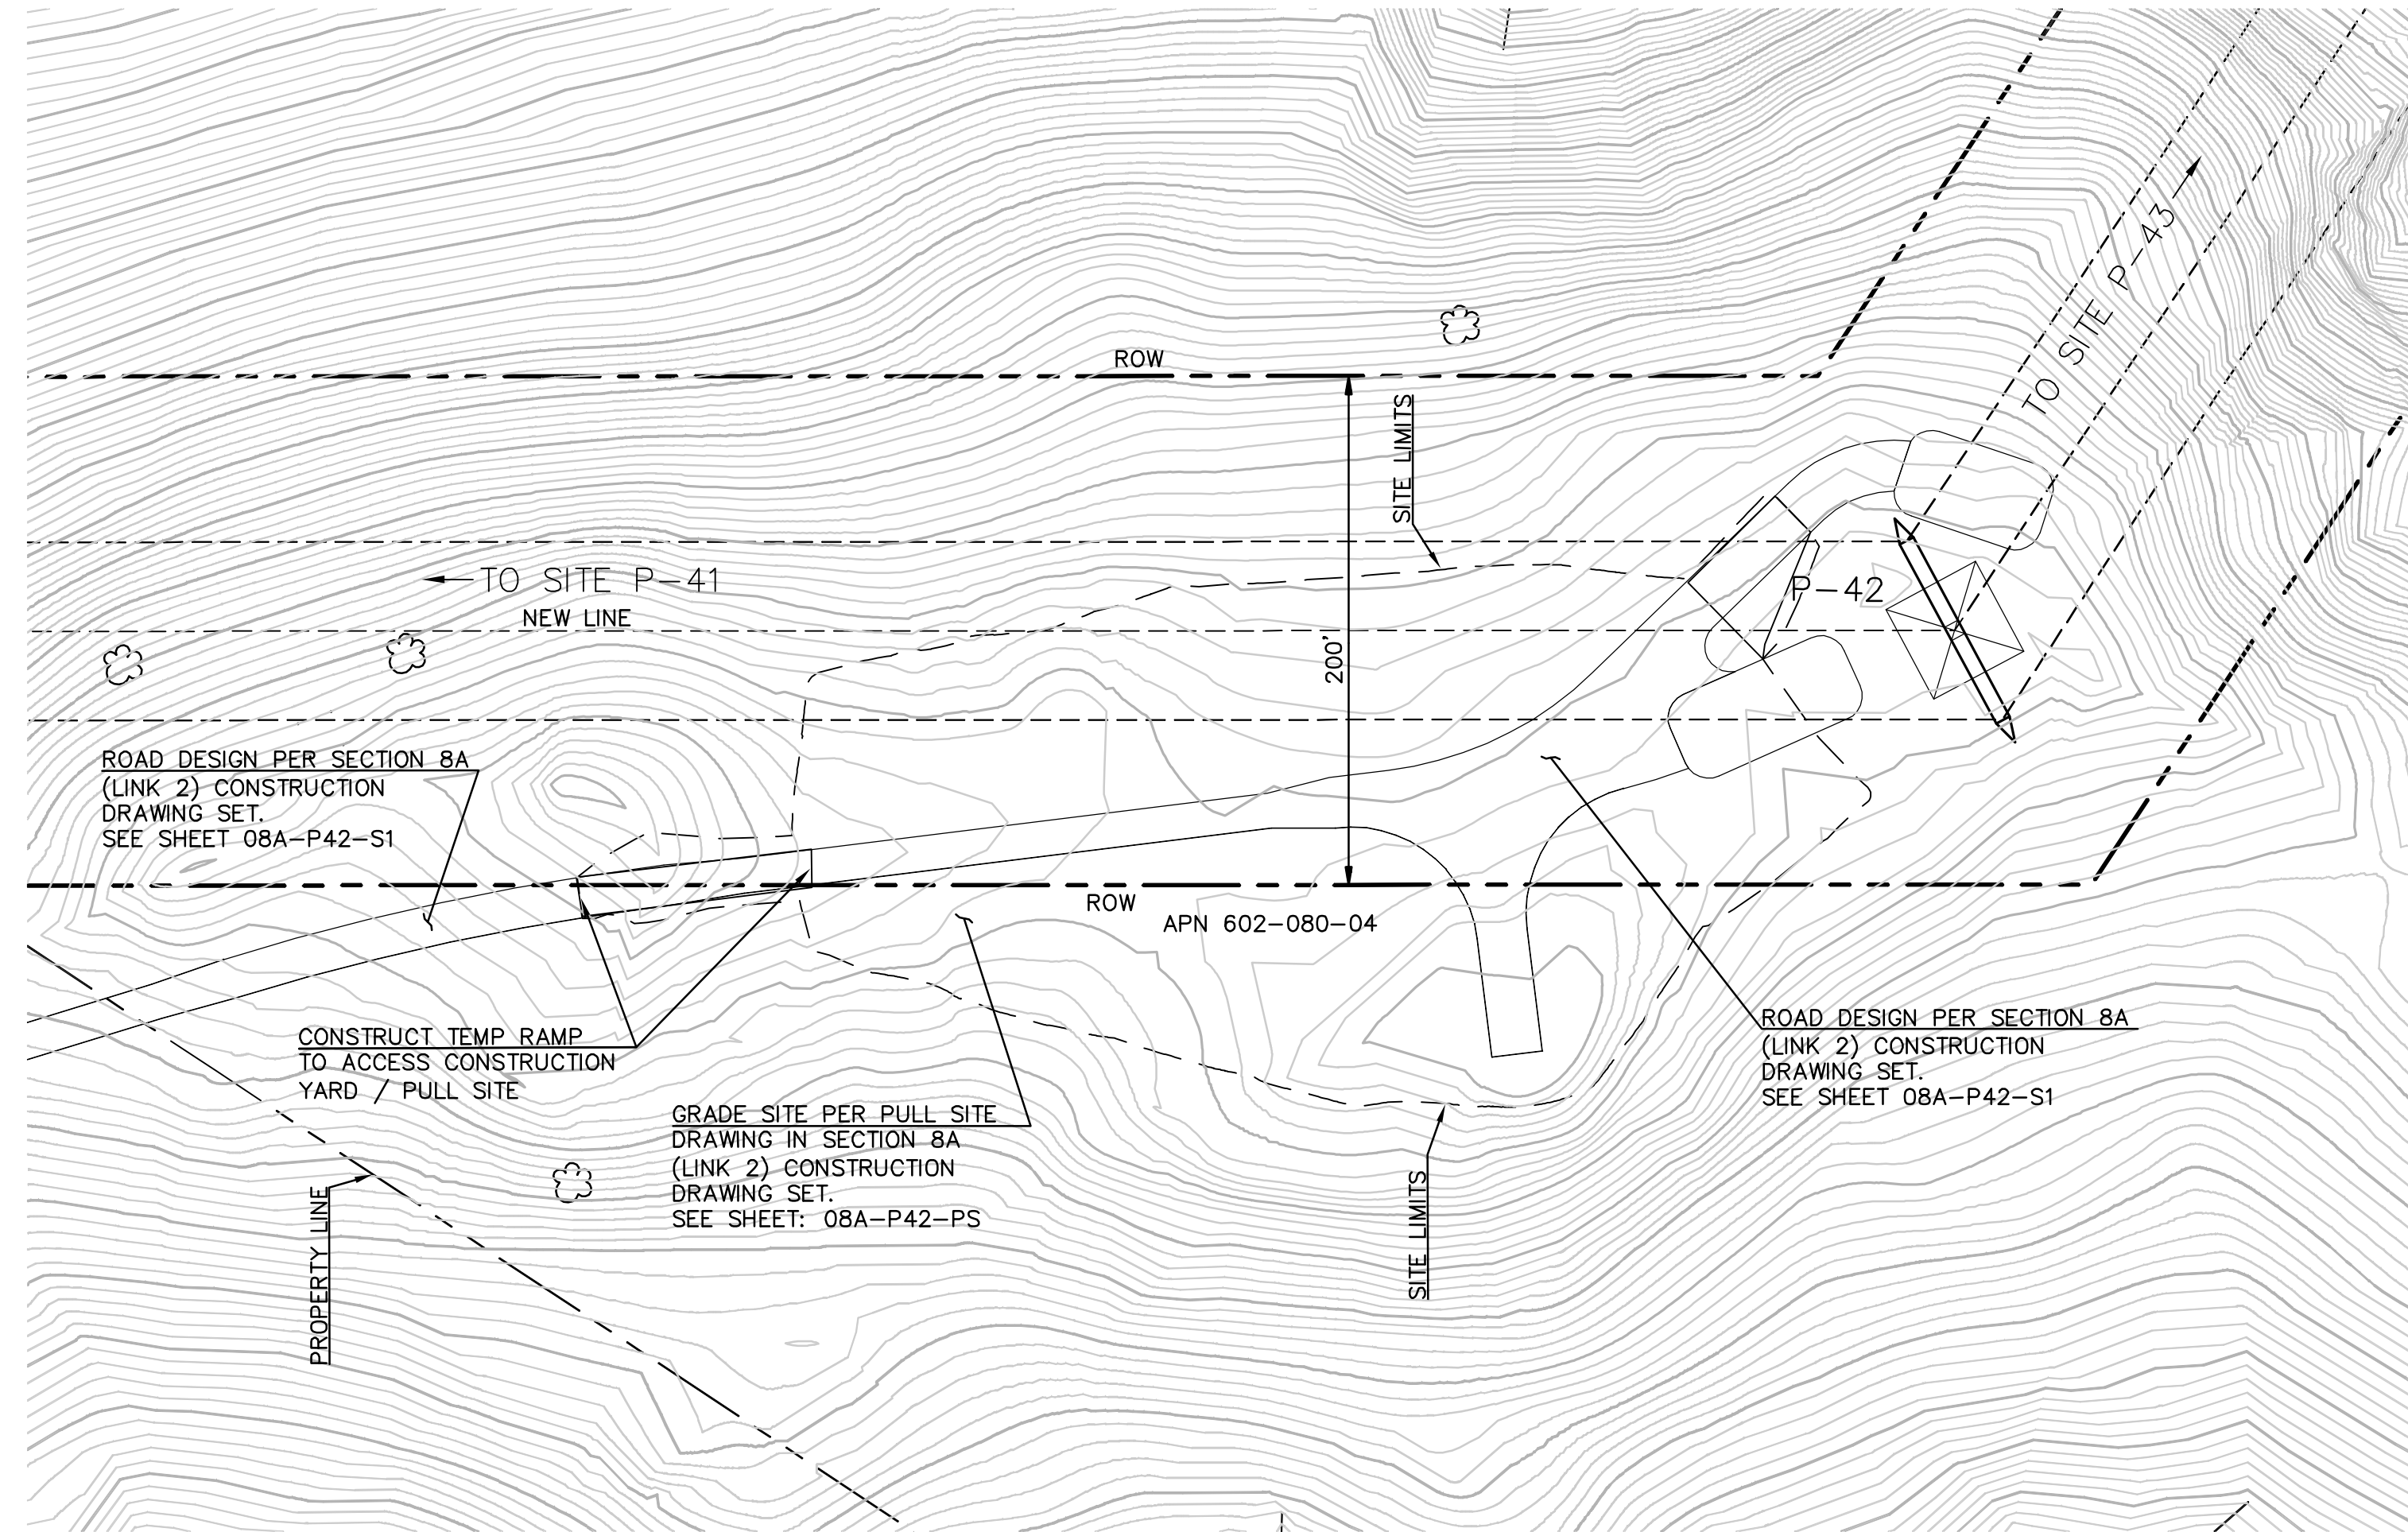 ROW
SITE LIMITS
TO SITE P-43
TO SITE P-41
NEW LINE
P-42
200'
ROAD DESIGN PER SECTION 8A
(LINK 2) CONSTRUCTION
DRAWING SET.
SEE SHEET 08A-P42-S1
ROW
APN 602-080-04
CONSTRUCT TEMP RAMP
TO ACCESS CONSTRUCTION
YARD / PULL SITE
ROAD DESIGN PER SECTION 8A
(LINK 2) CONSTRUCTION
DRAWING SET.
SEE SHEET 08A-P42-S1
GRADE SITE PER PULL SITE
DRAWING IN SECTION 8A
(LINK 2) CONSTRUCTION
DRAWING SET.
SEE SHEET: 08A-P42-PS
PROPERTY LINE
SITE LIMITS